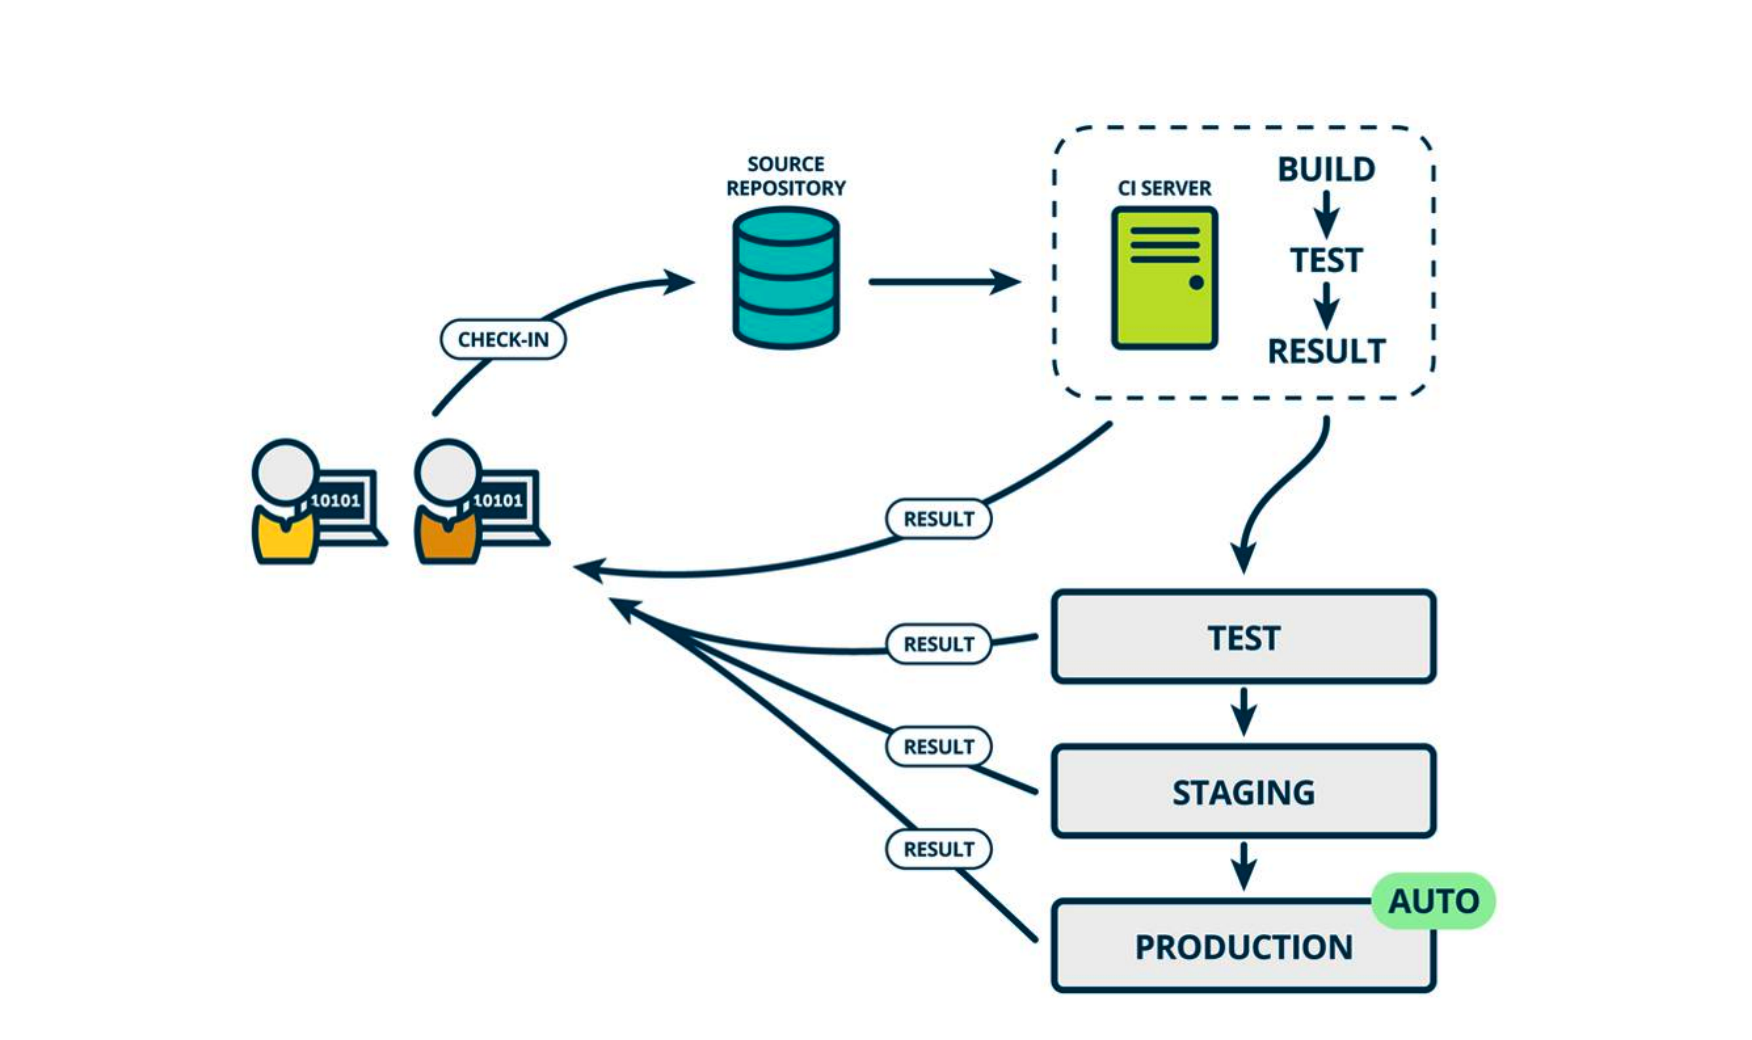 SOURCE
REPOSITORY
CI SERVER
BUILD
TEST
RESULT
CHECK-IN
10101
10101
RESULT
RESULT
TEST
RESULT
STAGING
RESULT
AUTO
PRODUCTION